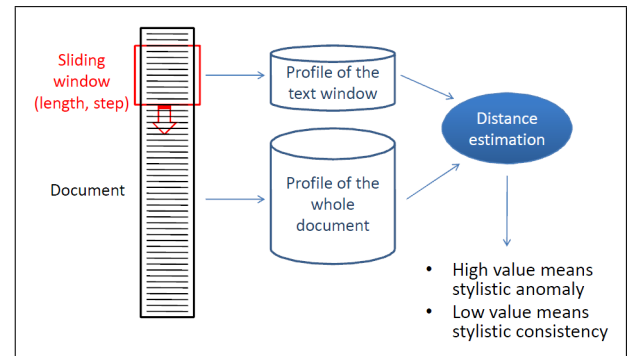 Sliding
window
(length, step)
Document
Profile of the
text window
Profile of the
whole
document
Distance
estimation
• High value means
stylistic anomaly
• Low value means
stylistic consistency